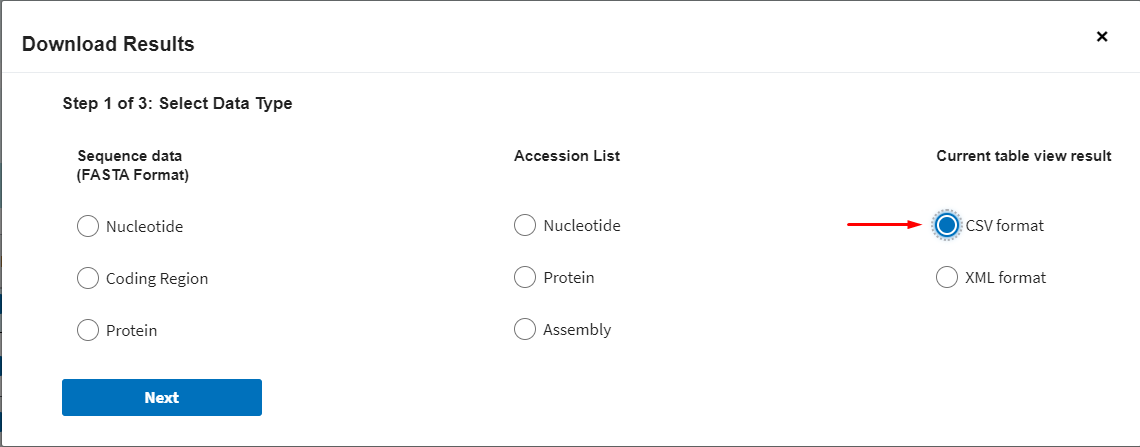 Download Results
×
Step 1 of 3: Select Data Type
Sequence data
(FASTA Format)
Nucleotide
Coding Region
Protein
Accession List
Nucleotide
Protein
Assembly
Current table view result
CSV format
XML format
Next